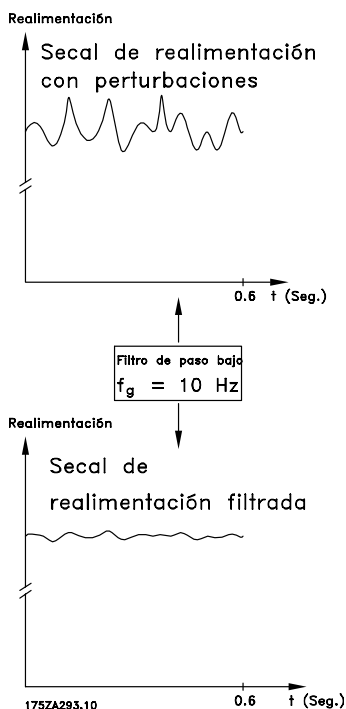 Realimentación
Secal de realimentación
con perturbaciones
0.6 t (Seg.)
Filtro de paso bajo
fg = 10 Hz
Realimentación
Secal de
realimentación filtrada
0.6 t (Seg.)
175ZA293.10